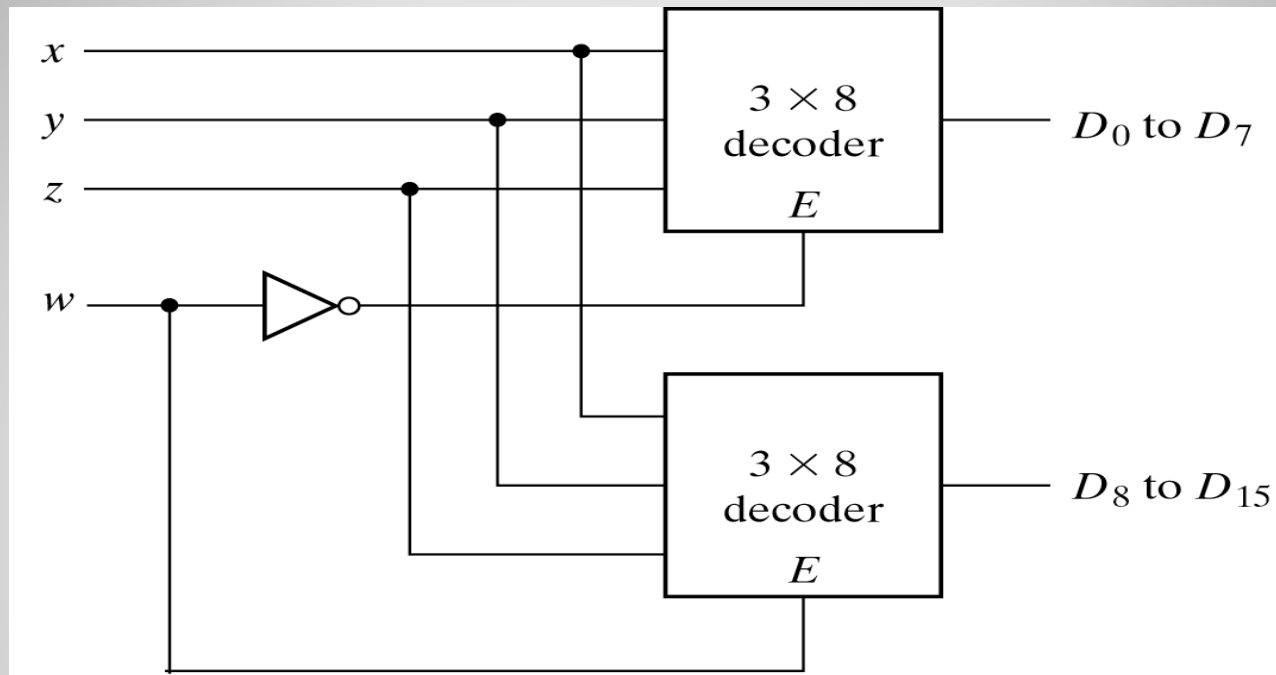 x
y
z
w
3 × 8
decoder
E
D₀ to D₇
3 × 8
decoder
E
D₈ to D₁₅